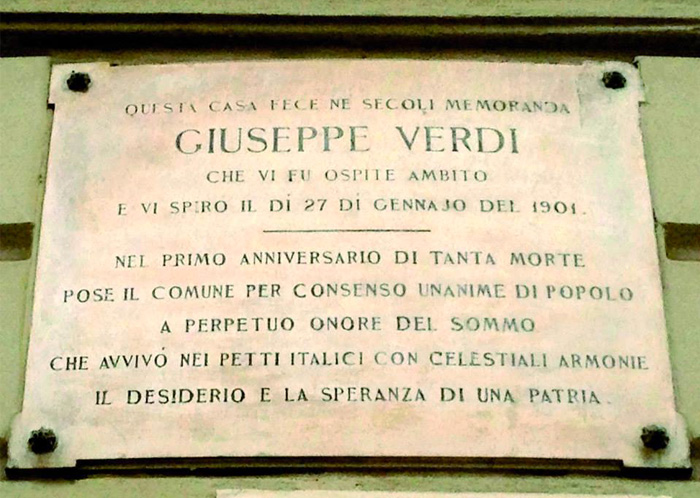 QUESTA CASA FECE NE SECOLI MEMORANDA
GIUSEPPE VERDI
CHE VI FU OSPITE AMBITO
E VI SPIRO IL DÌ 27 DI GENNAJO DEL 1901.
NEL PRIMO ANNIVERSARIO DI TANTA MORTE
POSE IL COMUNE PER CONSENSO UNANIME DI POPOLO
A PERPETUO ONORE DEL SOMMO
CHE AVVIVÓ NEI PETTI ITALICI CON CELESTIALI ARMONIE
IL DESIDERIO E LA SPERANZA DI UNA PATRIA.